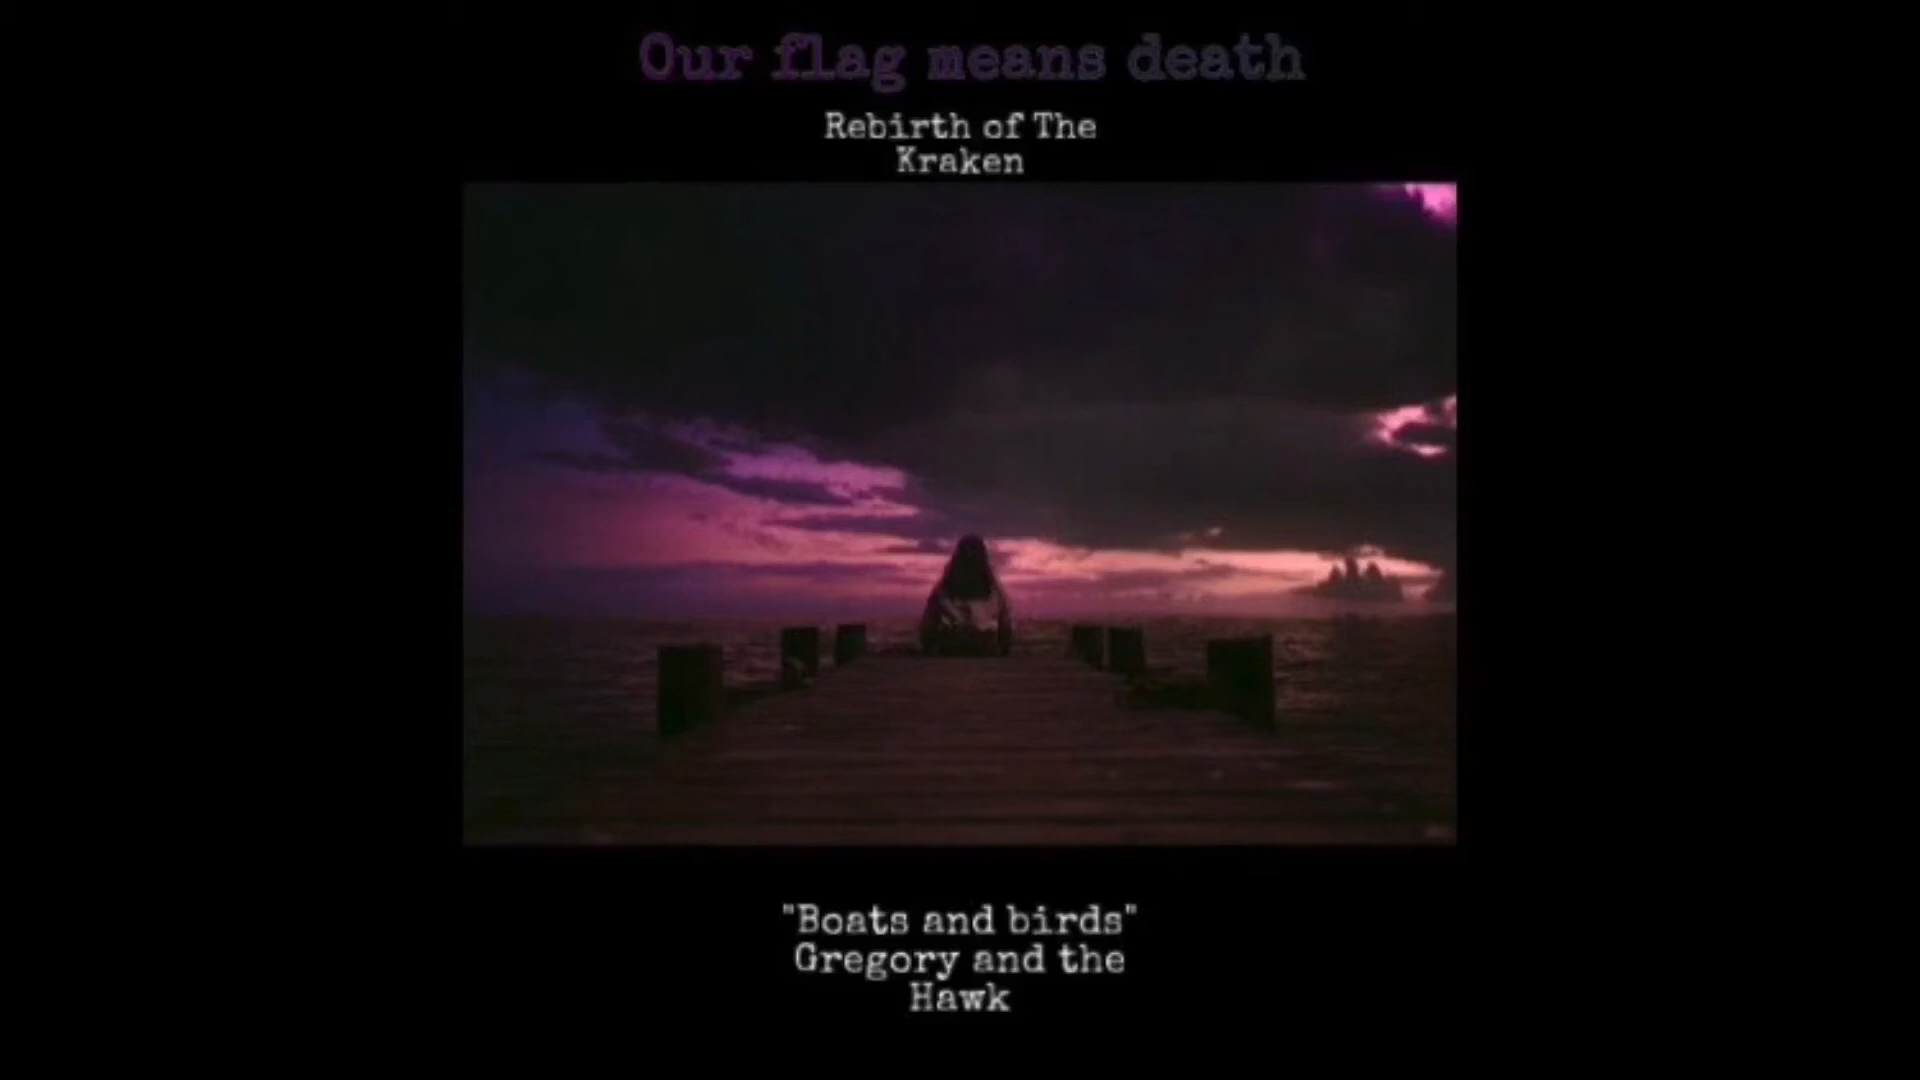 Our flag means death
Rebirth of The
Kraken
"Boats and birds"
Gregory and the
Hawk